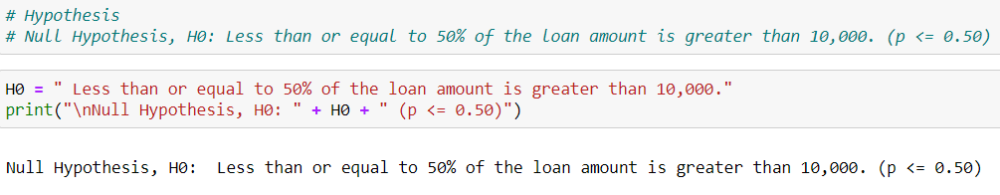 # Hypothesis
# Null Hypothesis, H0: Less than or equal to 50% of the loan amount is greater than 10,000. (p <= 0.50)
H0 = " Less than or equal to 50% of the loan amount is greater than 10,000."
print("\nNull Hypothesis, H0: " + H0 + " (p <= 0.50)")
Null Hypothesis, H0:  Less than or equal to 50% of the loan amount is greater than 10,000. (p <= 0.50)